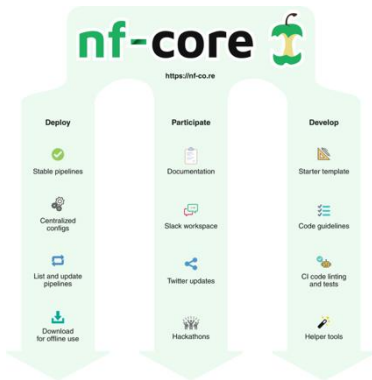 nf-core
https://nf-co.re
Deploy
Stable pipelines
Centralized
configs
List and update
pipelines
Download
for offline use
Participate
Documentation
Slack workspace
Twitter updates
Hackathons
Develop
Starter template
Code guidelines
CI code linting
and tests
Helper tools